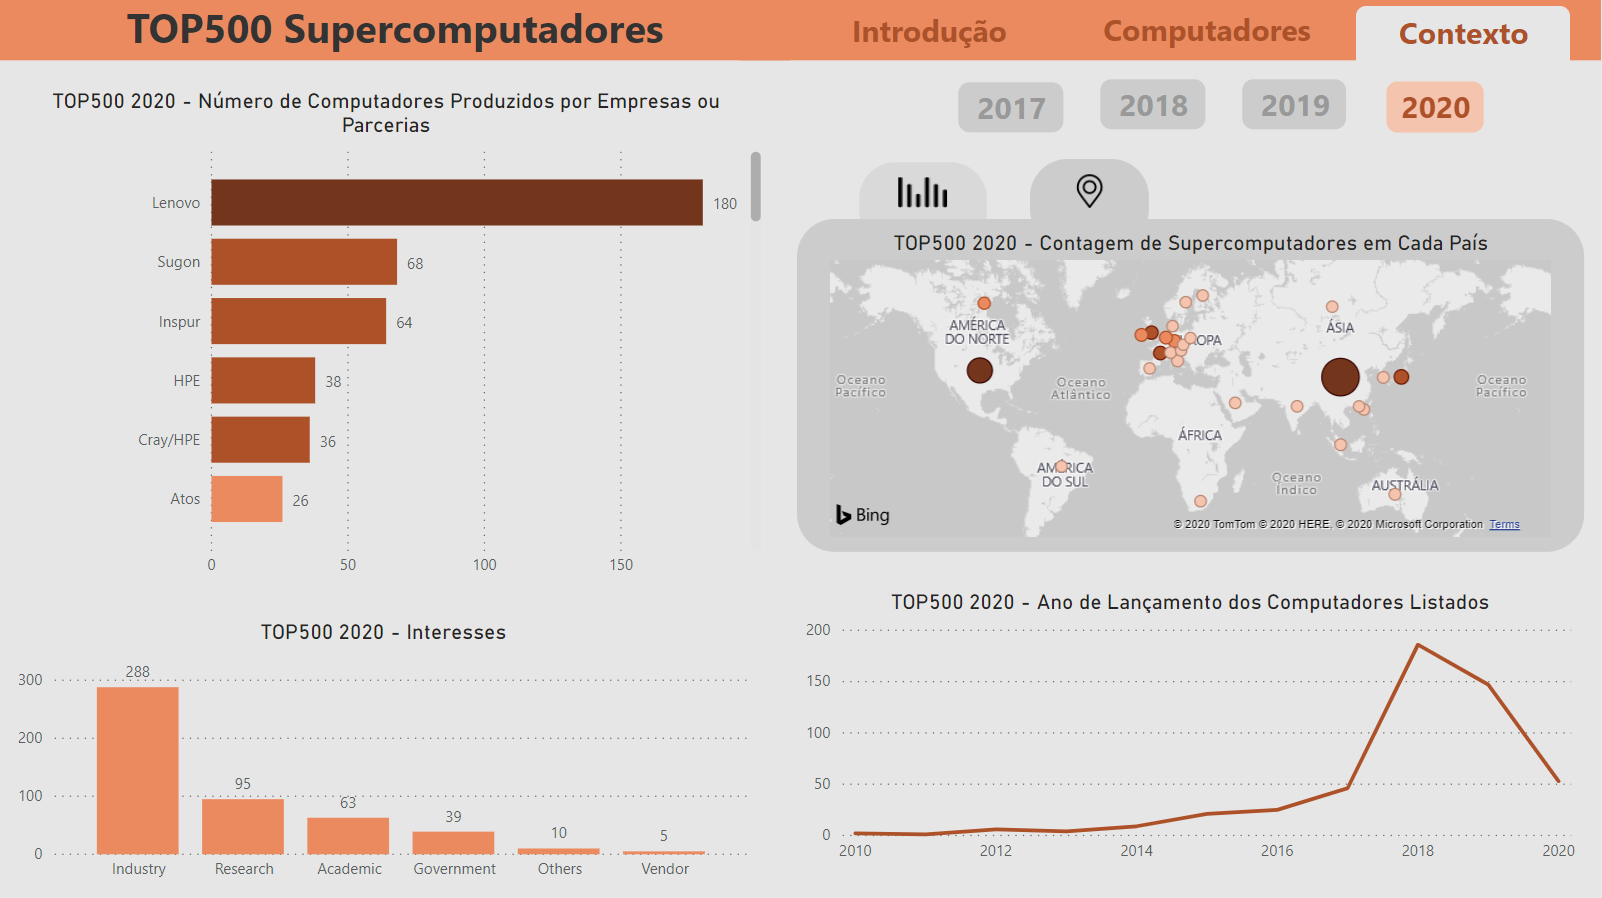 TOP500 Supercomputadores
Introdução
Computadores
Contexto
2017
2018
2019
2020
TOP500 2020 - Número de Computadores Produzidos por Empresas ou
Parcerias
Lenovo
180
Sugon
68
Inspur
64
HPE
38
Cray/HPE
36
Atos
26
0
50
100
150
TOP500 2020 - Contagem de Supercomputadores em Cada País
AMÉRICA
DO NORTE
ÁSIA
Oceano
Pacífico
Oceano
Atlântico
Oceano
Pacífico
ÁFRICA
DO SUL
Oceano
Índico
AUSTRÁLIA
Bing
© 2020 TomTom © 2020 HERE, © 2020 Microsoft Corporation Terms
TOP500 2020 - Interesses
300
200
100
0
288
95
63
39
10
5
Industry
Research
Academic
Government
Others
Vendor
TOP500 2020 - Ano de Lançamento dos Computadores Listados
200
150
100
50
0
2010
2012
2014
2016
2018
2020